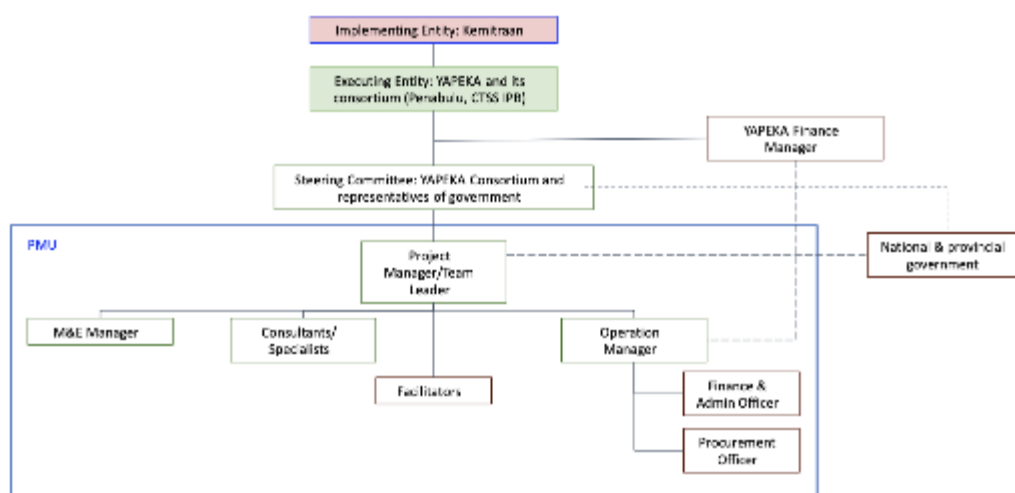 Implementing Entity: Kemitraan
Executing Entity: YAPEKA and its
consortium (Penabulu, CTSS IPB)
YAPEKA Finance
Manager
Steering Committee: YAPEKA Consortium and
representatives of government
PMU
Project
Manager/Team
Leader
National & provincial
government
M&E Manager
Consultants/
Specialists
Operation
Manager
Facilitators
Finance &
Admin Officer
Procurement
Officer